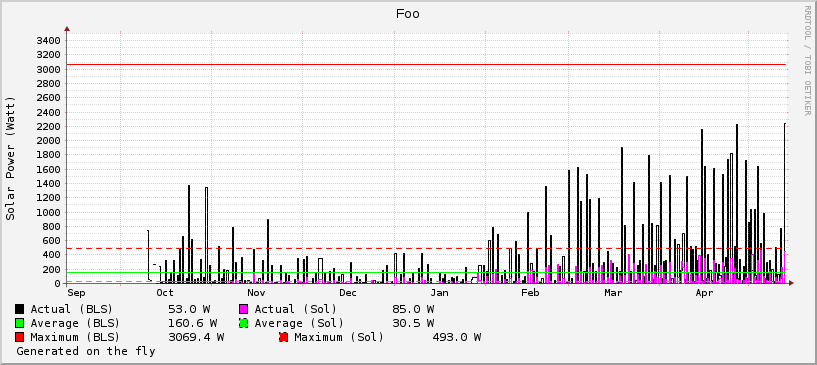 Foo
RRDTOOL / TOBI OETIKER
Solar Power (Watt)
3400
3200
3000
2800
2600
2400
2200
2000
1800
1600
1400
1200
1000
800
600
400
200
0
Sep Oct Nov Dec Jan Feb Mar Apr
Actual (BLS) 53.0 W Actual (Sol) 85.0 W
Average (BLS) 160.6 W Average (Sol) 30.5 W
Maximum (BLS) 3069.4 W Maximum (Sol) 493.0 W
Generated on the fly